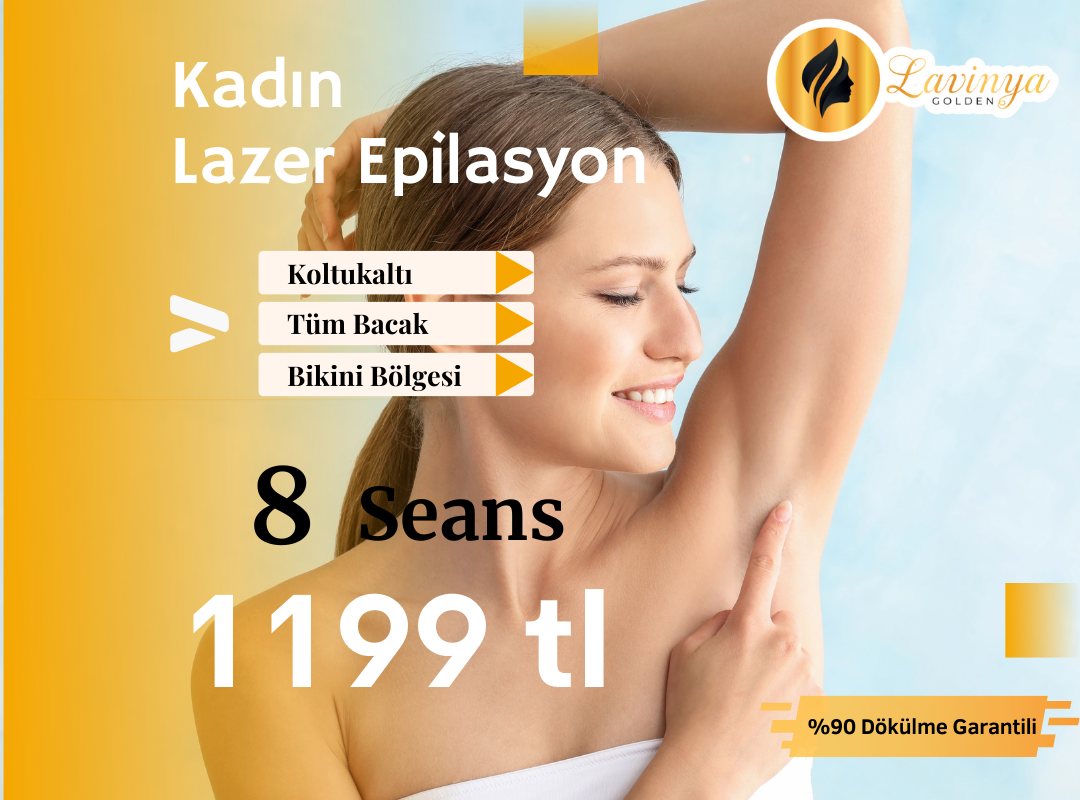 Kadın
Lazer Epilasyon
Lavinya
GOLDEN
Koltukaltı
Tüm Bacak
Bikini Bölgesi
8 Seans
1199 tl
%90 Dökülme Garantili